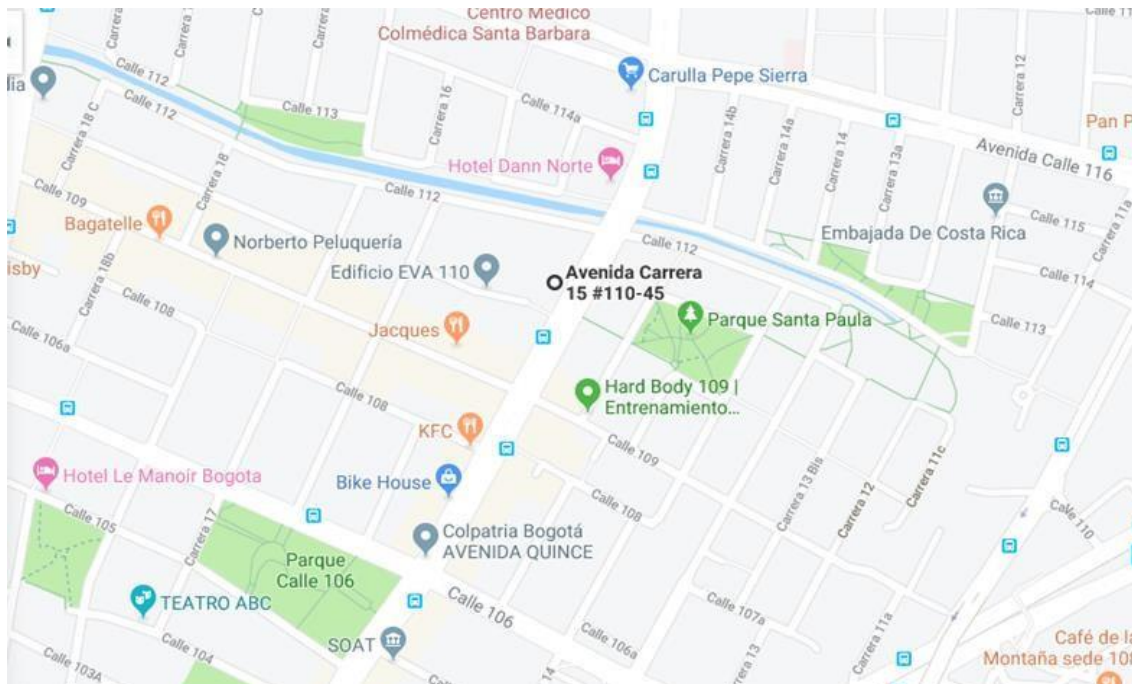 Centro Médico
Colmédica Santa Barbara
Carrera 12
Carulla Pepe Sierra
Calle 112
Calle 113
Carrera 16
Calle 114a
Carrera 14b
Carrera 14a
Carrera 14
Carrera 13a
Pan P
Avenida Calle 116
Calle 112
Carrera 18 C
Carrera 18
Hotel Dann Norte
Calle 109
Calle 112
Carrera 11a
Calle 115
Bagatelle
Norberto Peluquería
Calle 112
Embajada De Costa Rica
isby
Carrera 18b
Edificio EVA 110
Avenida Carrera
15 #110-45
Calle 114
Calle 108
Jacques
Parque Santa Paula
Calle 113
Calle 106a
Hard Body 109 |
Entrenamiento...
Calle 108
KFC
Calle 109
Hotel Le Manoir Bogota
Bike House
Carrera 13 Bis
Carrera 12
Carrera 11c
Calle 108
Calle 105
Carrera 17
Colpatria Bogotá
AVENIDA QUINCE
Calle 110
Parque
Calle 106
TEATRO ABC
Calle 106
Calle 107a
SOAT
Calle 104
Calle 106a
Carrera 11a
Café de la
Montaña sede 108
Calle 103A
14
Carrera 13